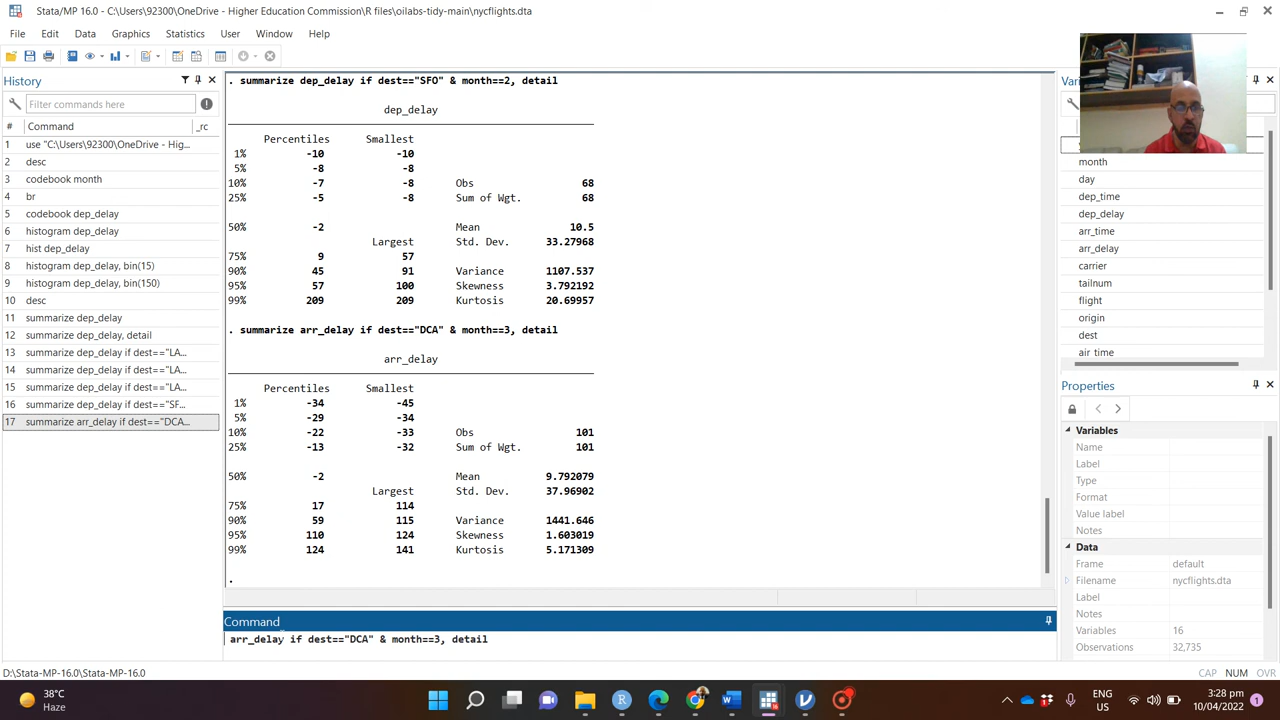 Stata/MP 16.0 - C:\Users\92300\OneDrive - Higher Education Commission\R files\oilabs-tidy-main\nycflights.dta
File Edit Data Graphics Statistics User Window Help
History
Filter commands here
# Command _rc
1 use "C:\Users\92300\OneDrive - Hig...
2 desc
3 codebook month
4 br
5 codebook dep_delay
6 histogram dep_delay
7 hist dep_delay
8 histogram dep_delay, bin(15)
9 histogram dep_delay, bin(150)
10 desc
11 summarize dep_delay
12 summarize dep_delay, detail
13 summarize dep_delay if dest=="LA...
14 summarize dep_delay if dest=="LA...
15 summarize dep_delay if dest=="LA...
16 summarize dep_delay if dest=="SF...
17 summarize arr_delay if dest=="DCA...
. summarize dep_delay if dest=="SFO" & month==2, detail
dep_delay
Percentiles Smallest
1% -10 -10
5% -8 -8
10% -7 -8 Obs 68
25% -5 -8 Sum of Wgt. 68
50% -2 Mean 10.5
Largest Std. Dev. 33.27968
75% 9 57
90% 45 91 Variance 1107.537
95% 57 100 Skewness 3.792192
99% 209 209 Kurtosis 20.69957
. summarize arr_delay if dest=="DCA" & month==3, detail
arr_delay
Percentiles Smallest
1% -34 -45
5% -29 -34
10% -22 -33 Obs 101
25% -13 -32 Sum of Wgt. 101
50% -2 Mean 9.792079
Largest Std. Dev. 37.96902
75% 17 114
90% 59 115 Variance 1441.646
95% 110 124 Skewness 1.603019
99% 124 141 Kurtosis 5.171309
.
Command
arr_delay if dest=="DCA" & month==3, detail
Var
month
day
dep_time
dep_delay
arr_time
arr_delay
carrier
tailnum
flight
origin
dest
air_time
Properties
Variables
Name
Label
Type
Format
Value label
Notes
Data
Frame default
Filename nycflights.dta
Label
Notes
Variables 16
Observations 32,735
D:\Stata-MP-16.0\Stata-MP-16.0
CAP NUM OVR
38°C
Haze
ENG
US
3:28 pm
10/04/2022
1